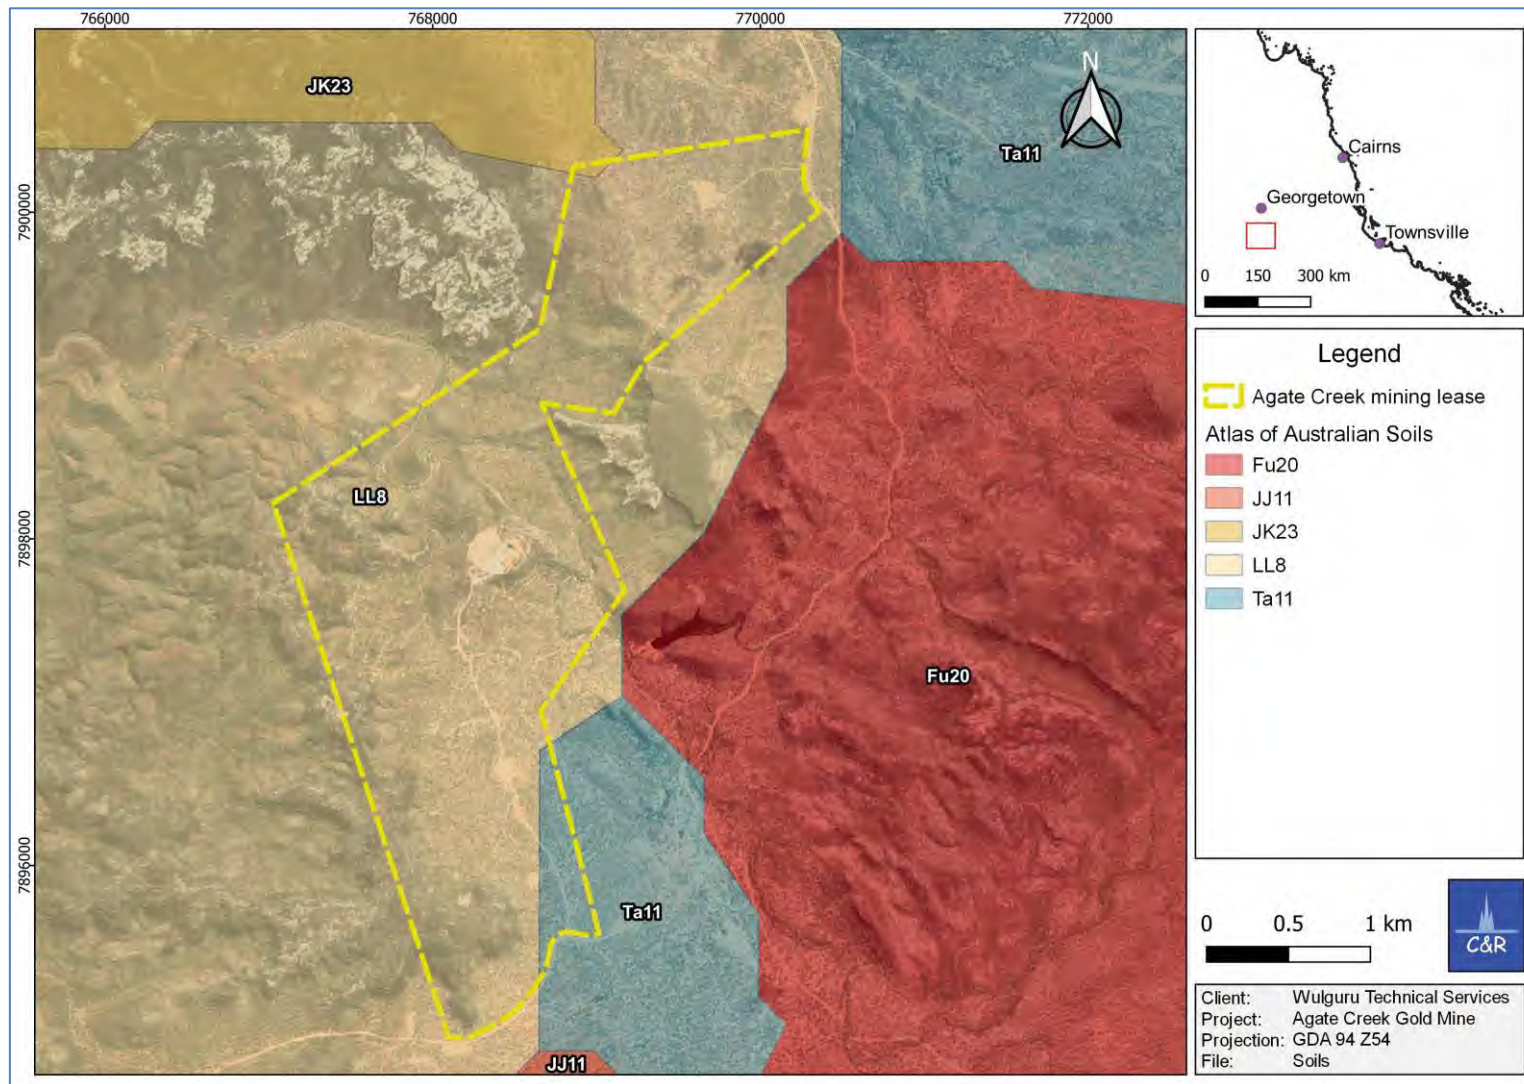 766000
768000
770000
772000
7900000
7898000
7896000
JK23
Ta11
LL8
Fu20
Ta11
JJ11
N
Cairns
Georgetown
Townsville
0 150 300 km
Legend
Agate Creek mining lease
Atlas of Australian Soils
Fu20
JJ11
JK23
LL8
Ta11
0 0.5 1 km
C&R
Client: Wulguru Technical Services
Project: Agate Creek Gold Mine
Projection: GDA 94 Z54
File: Soils